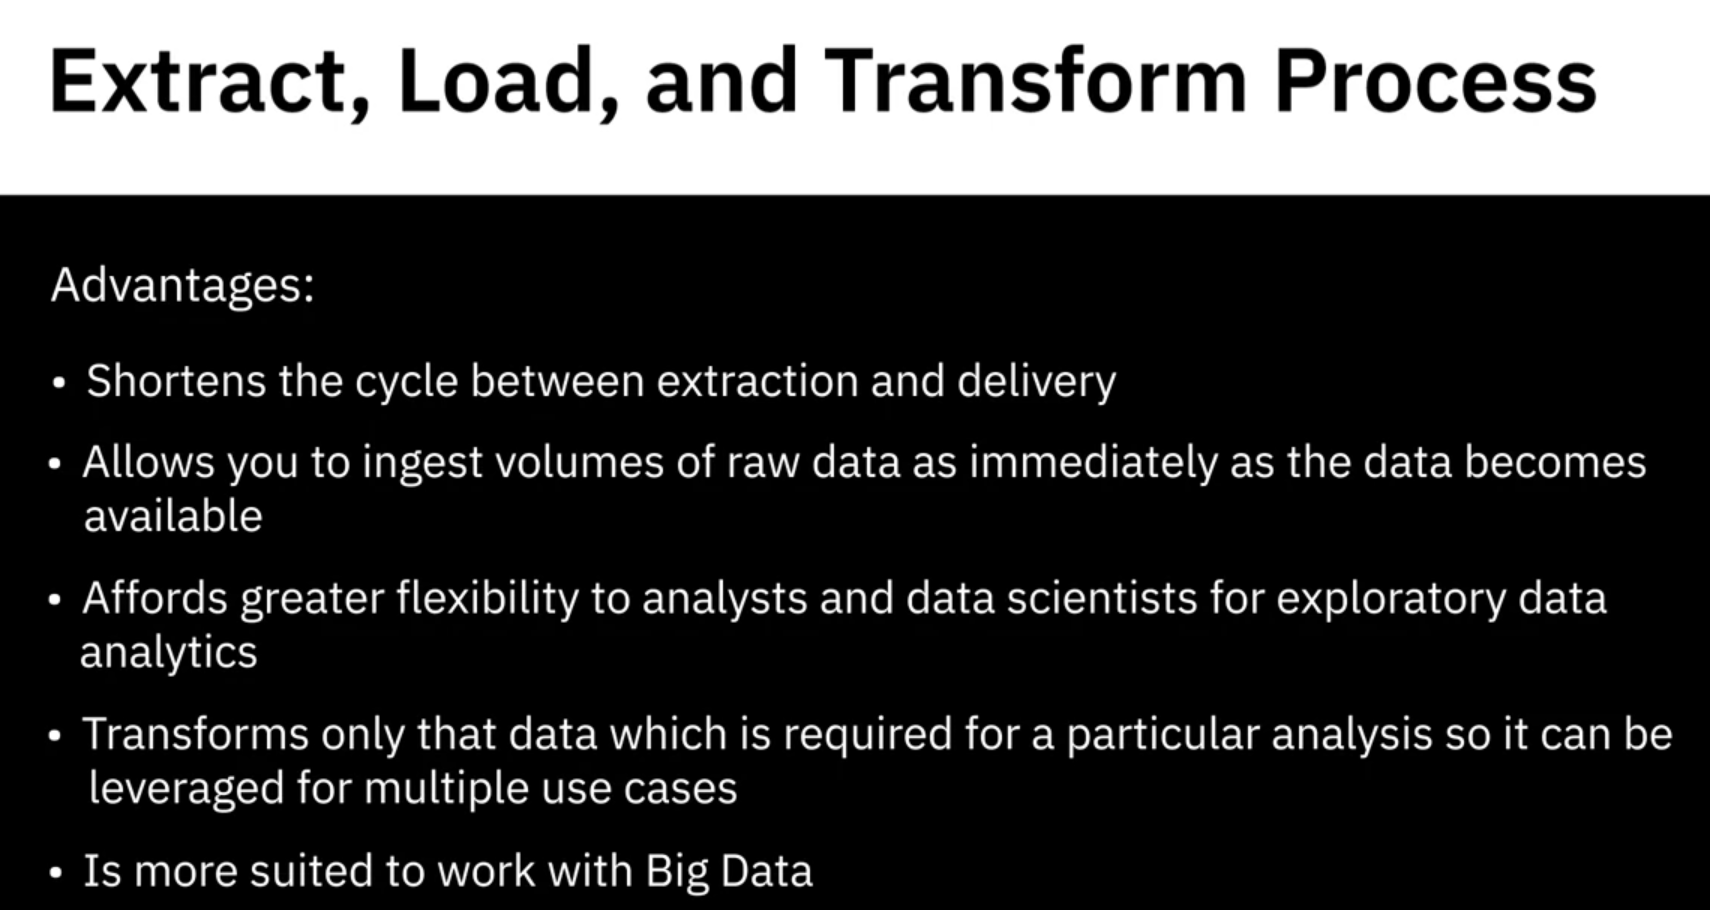 Extract, Load, and Transform Process
Advantages:
• Shortens the cycle between extraction and delivery
• Allows you to ingest volumes of raw data as immediately as the data becomes
available
• Affords greater flexibility to analysts and data scientists for exploratory data
analytics
• Transforms only that data which is required for a particular analysis so it can be
leveraged for multiple use cases
• Is more suited to work with Big Data